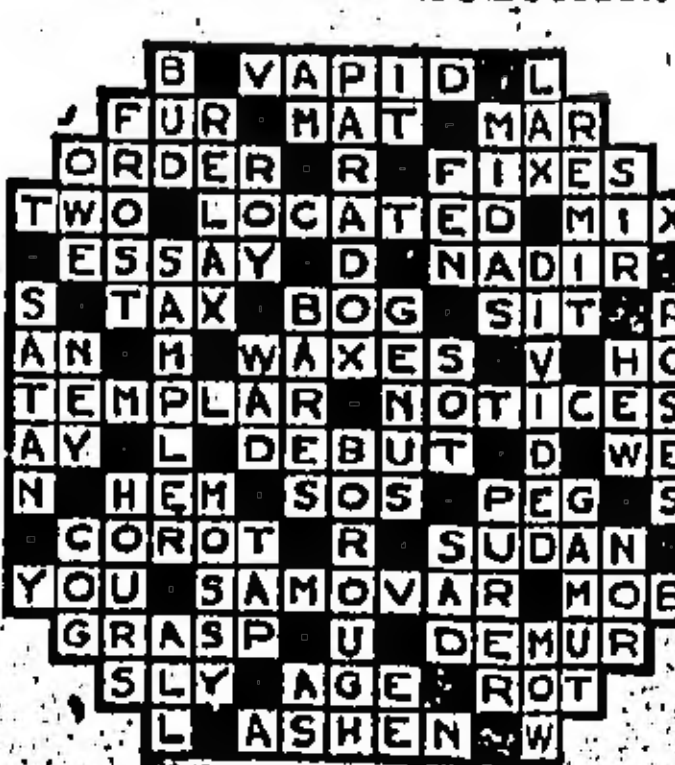 B VAPID L
FUR MAT MAR
ORDER R FIXES
TWO LOCATED MIX
ESSAY D NADIR
S TAX BOG SIT R
AN M WAXES V HO
TEMPLAR NOTICES
AY L DEBUT D WE
N HEM SOS PEG S
COROT R SUDAN
YOU SAMOVAR MOB
GRASP U DEMUR
SLY AGE ROT
L ASHEN W